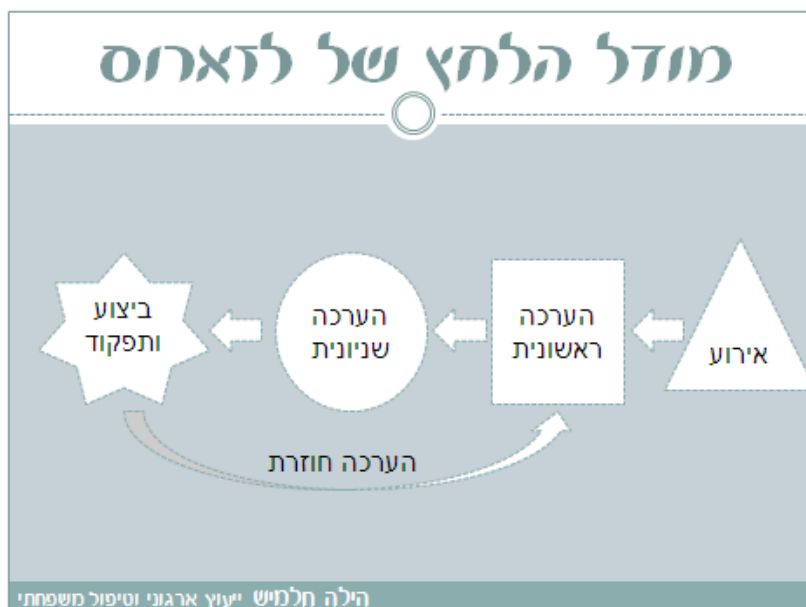 מודל הלחץ של לזארוס
אירוע
הערכה
ראשונית
הערכה
שניונית
ביצוע
ותפקוד
הערכה חוזרת
הילה חלמיש ייעוץ ארגוני וטיפול משפחתי